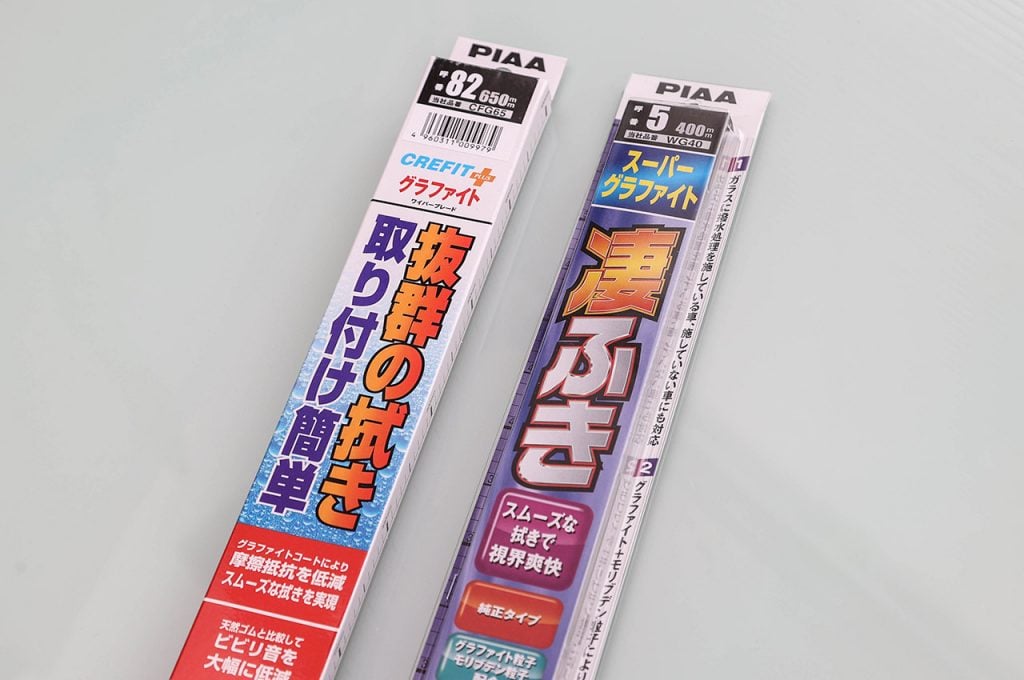 PIAA
呼番 82 650mm
当社品番 CFG65
4 960311 009979
CREFIT PLUS
グラファイト
ワイパーブレード
抜群の拭き
取り付け簡単
グラファイトコートにより
摩擦抵抗を低減
スムーズな拭きを実現
天然ゴムと比較して
ビビリ音を
大幅に低減
PIAA
呼番 5 400mm
当社品番 WG40
スーパー
グラファイト
凄ふき
スムーズな
拭きで
視界爽快
純正タイプ
グラファイト粒子
モリブデン粒子
1
ガラスに撥水処理を施している車、施していない車にも対応
2
グラファイト+モリブデン粒子により